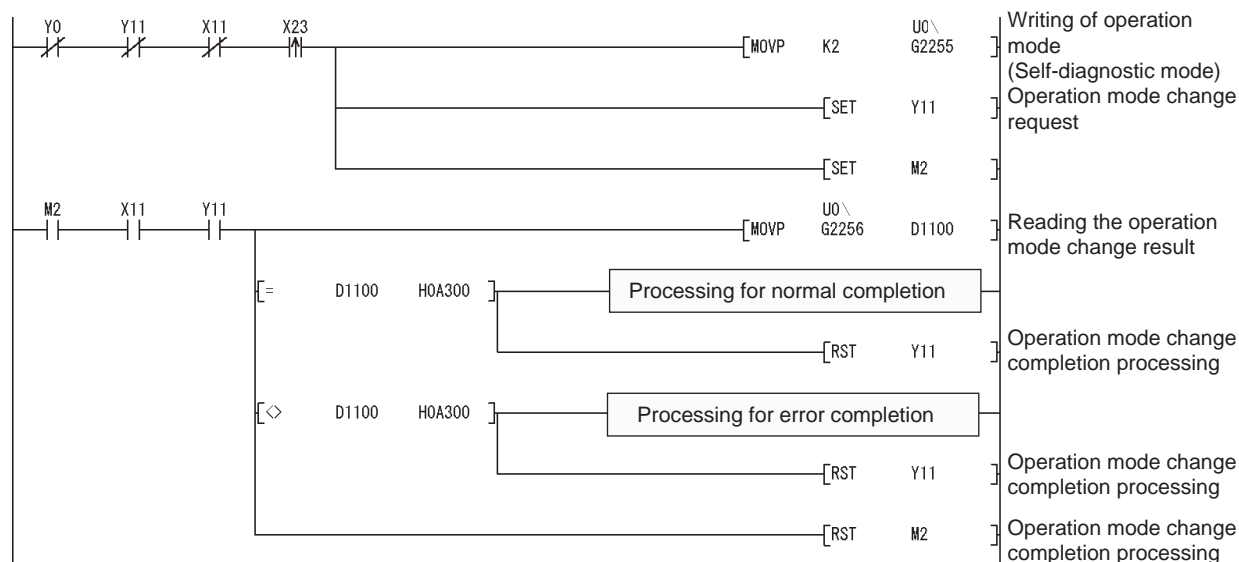 Y0 Y11 X11 X23
[MOVP K2 U0\ G2255 ]
Writing of operation
mode
(Self-diagnostic mode)
[SET Y11 ]
Operation mode change
request
[SET M2 ]
M2 X11 Y11
[MOVP U0\ G2256 D1100 ]
Reading the operation
mode change result
[= D1100 H0A300 ]
Processing for normal completion
[RST Y11 ]
Operation mode change
completion processing
[<> D1100 H0A300 ]
Processing for error completion
[RST Y11 ]
Operation mode change
completion processing
[RST M2 ]
Operation mode change
completion processing